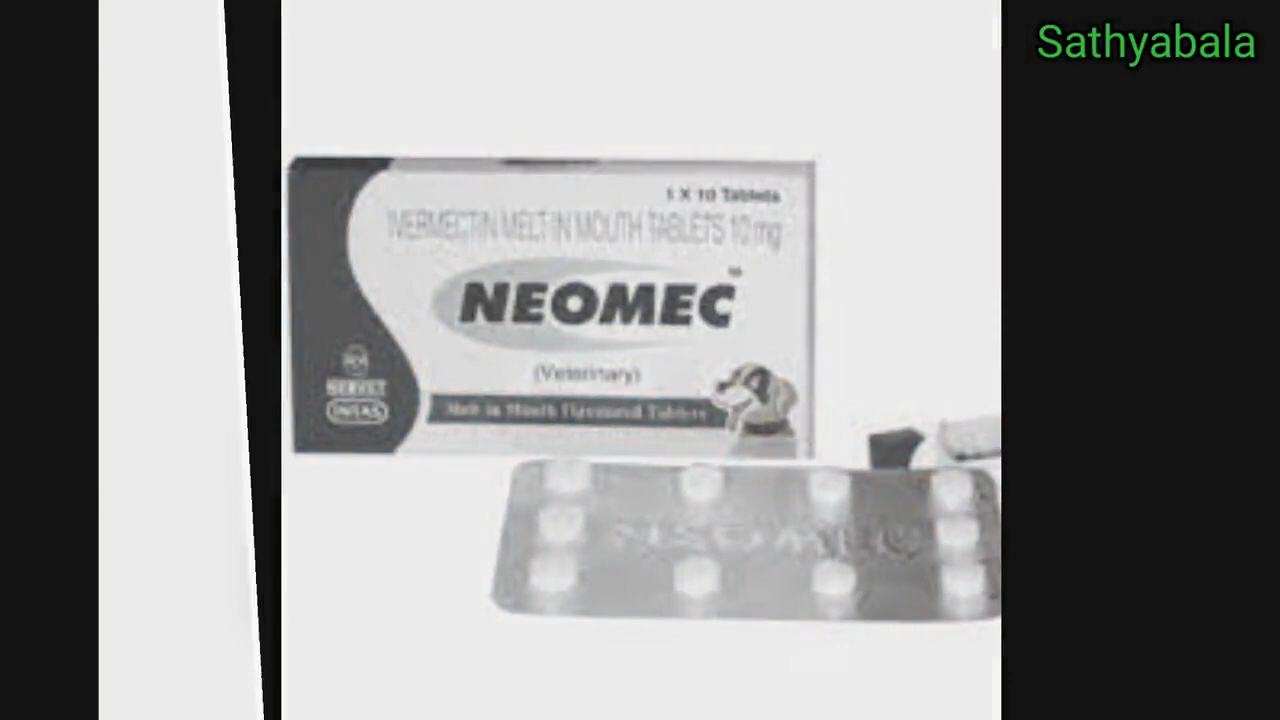 Sathyabala
1 X 10 Tablets
IVERMECTIN MELT IN MOUTH TABLETS 10 mg
NEOMEC
(Veterinary)
Melt in Mouth Flavoured Tablets
INTAS
NEOMEC